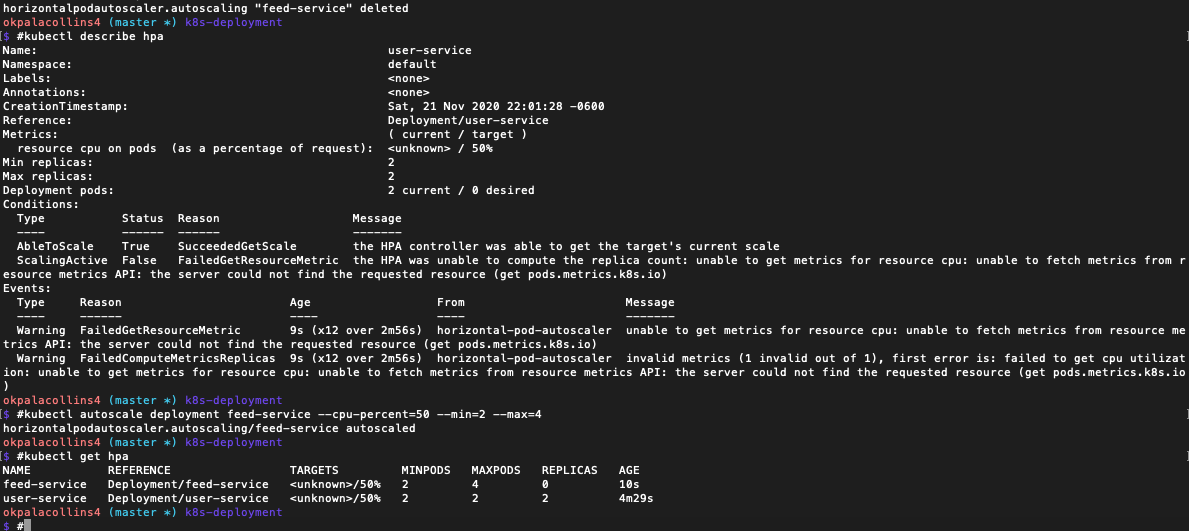 horizontalpodautoscaler.autoscaling "feed-service" deleted
okpalacollins4 (master *) k8s-deployment
[$ #kubectl describe hpa ]
Name: user-service
Namespace: default
Labels: <none>
Annotations: <none>
CreationTimestamp: Sat, 21 Nov 2020 22:01:28 -0600
Reference: Deployment/user-service
Metrics: ( current / target )
  resource cpu on pods  (as a percentage of request): <unknown> / 50%
Min replicas: 2
Max replicas: 2
Deployment pods: 2 current / 0 desired
Conditions:
  Type           Status  Reason                   Message
  ----           ------  ------                   -------
  AbleToScale    True    SucceededGetScale        the HPA controller was able to get the target's current scale
  ScalingActive  False   FailedGetResourceMetric  the HPA was unable to compute the replica count: unable to get metrics for resource cpu: unable to fetch metrics from r
esource metrics API: the server could not find the requested resource (get pods.metrics.k8s.io)
Events:
  Type     Reason                        Age                  From                       Message
  ----     ------                        ----                 ----                       -------
  Warning  FailedGetResourceMetric       9s (x12 over 2m56s)  horizontal-pod-autoscaler  unable to get metrics for resource cpu: unable to fetch metrics from resource me
trics API: the server could not find the requested resource (get pods.metrics.k8s.io)
  Warning  FailedComputeMetricsReplicas  9s (x12 over 2m56s)  horizontal-pod-autoscaler  invalid metrics (1 invalid out of 1), first error is: failed to get cpu utilizat
ion: unable to get metrics for resource cpu: unable to fetch metrics from resource metrics API: the server could not find the requested resource (get pods.metrics.k8s.io
)
okpalacollins4 (master *) k8s-deployment
[$ #kubectl autoscale deployment feed-service --cpu-percent=50 --min=2 --max=4 ]
horizontalpodautoscaler.autoscaling/feed-service autoscaled
okpalacollins4 (master *) k8s-deployment
[$ #kubectl get hpa ]
NAME           REFERENCE                 TARGETS         MINPODS   MAXPODS   REPLICAS   AGE
feed-service   Deployment/feed-service   <unknown>/50%   2         4         0          10s
user-service   Deployment/user-service   <unknown>/50%   2         2         2          4m29s
okpalacollins4 (master *) k8s-deployment
$ #